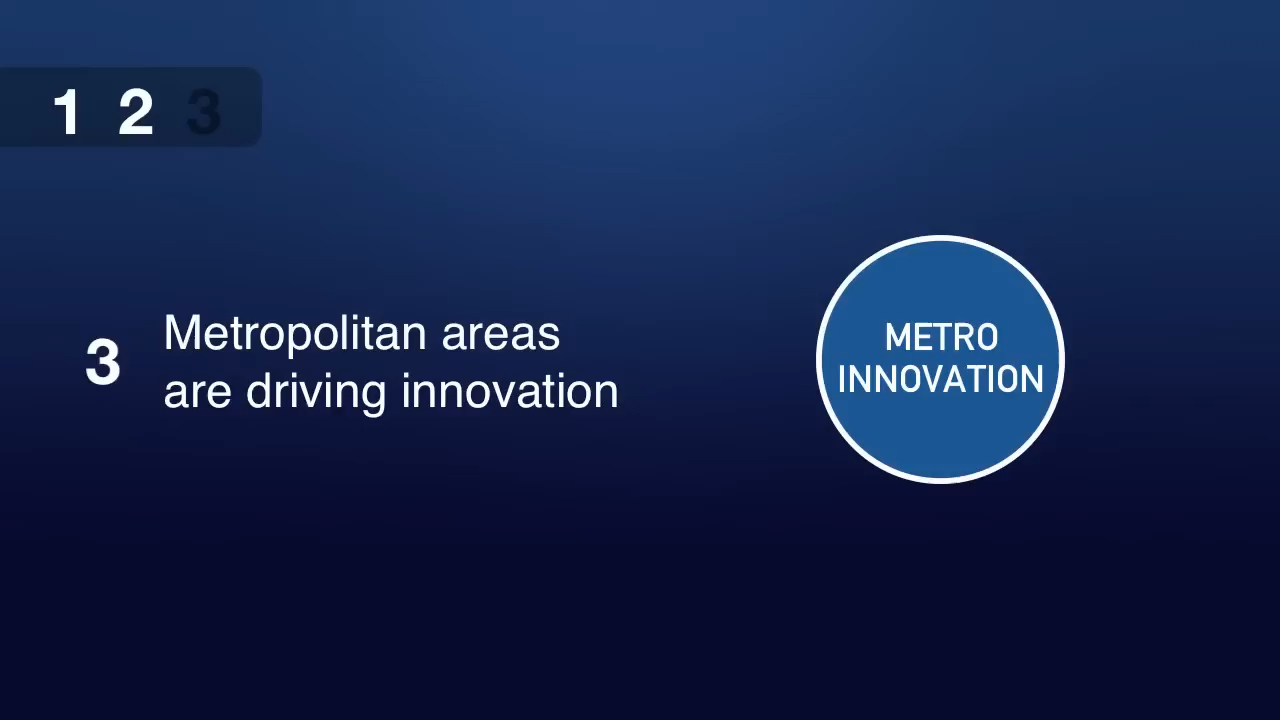 1 2 3
3
Metropolitan areas
are driving innovation
METRO
INNOVATION